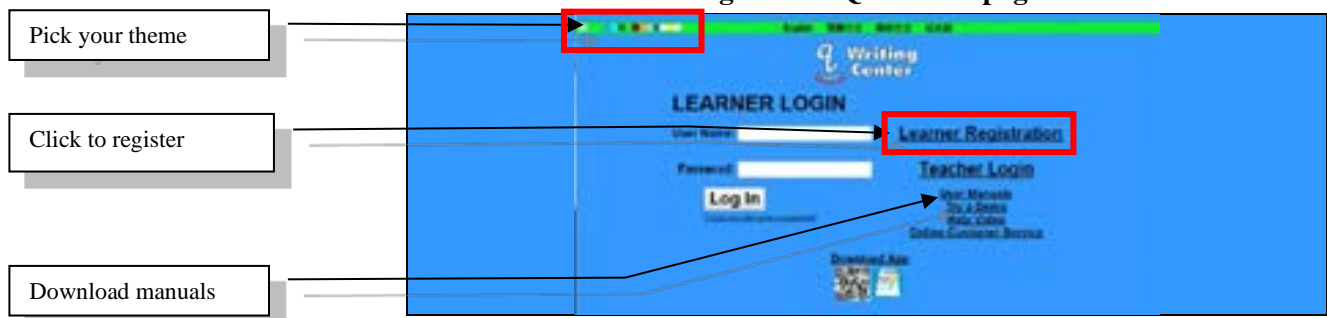 Pick your theme
Writing
Center
LEARNER LOGIN
User Name
Click to register
Learner Registration
Password
Teacher Login
Log In
User Manuals
Try a Demo
Help Video
Online Customer Service
Download App
Download manuals